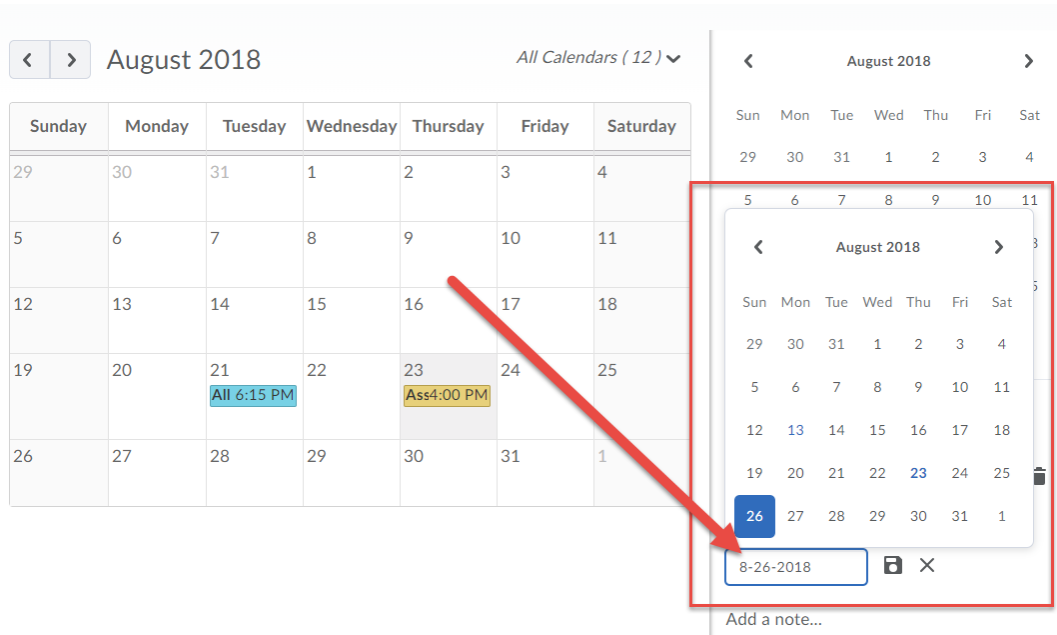 August 2018
All Calendars ( 12 )
Sunday Monday Tuesday Wednesday Thursday Friday Saturday
29 30 31 1 2 3 4
5 6 7 8 9 10 11
12 13 14 15 16 17 18
19 20 21 22 23 24 25
All 6:15 PM Ass4:00 PM
26 27 28 29 30 31 1
August 2018
Sun Mon Tue Wed Thu Fri Sat
29 30 31 1 2 3 4
5 6 7 8 9 10 11
August 2018
Sun Mon Tue Wed Thu Fri Sat
29 30 31 1 2 3 4
5 6 7 8 9 10 11
12 13 14 15 16 17 18
19 20 21 22 23 24 25
26 27 28 29 30 31 1
8-26-2018
Add a note...